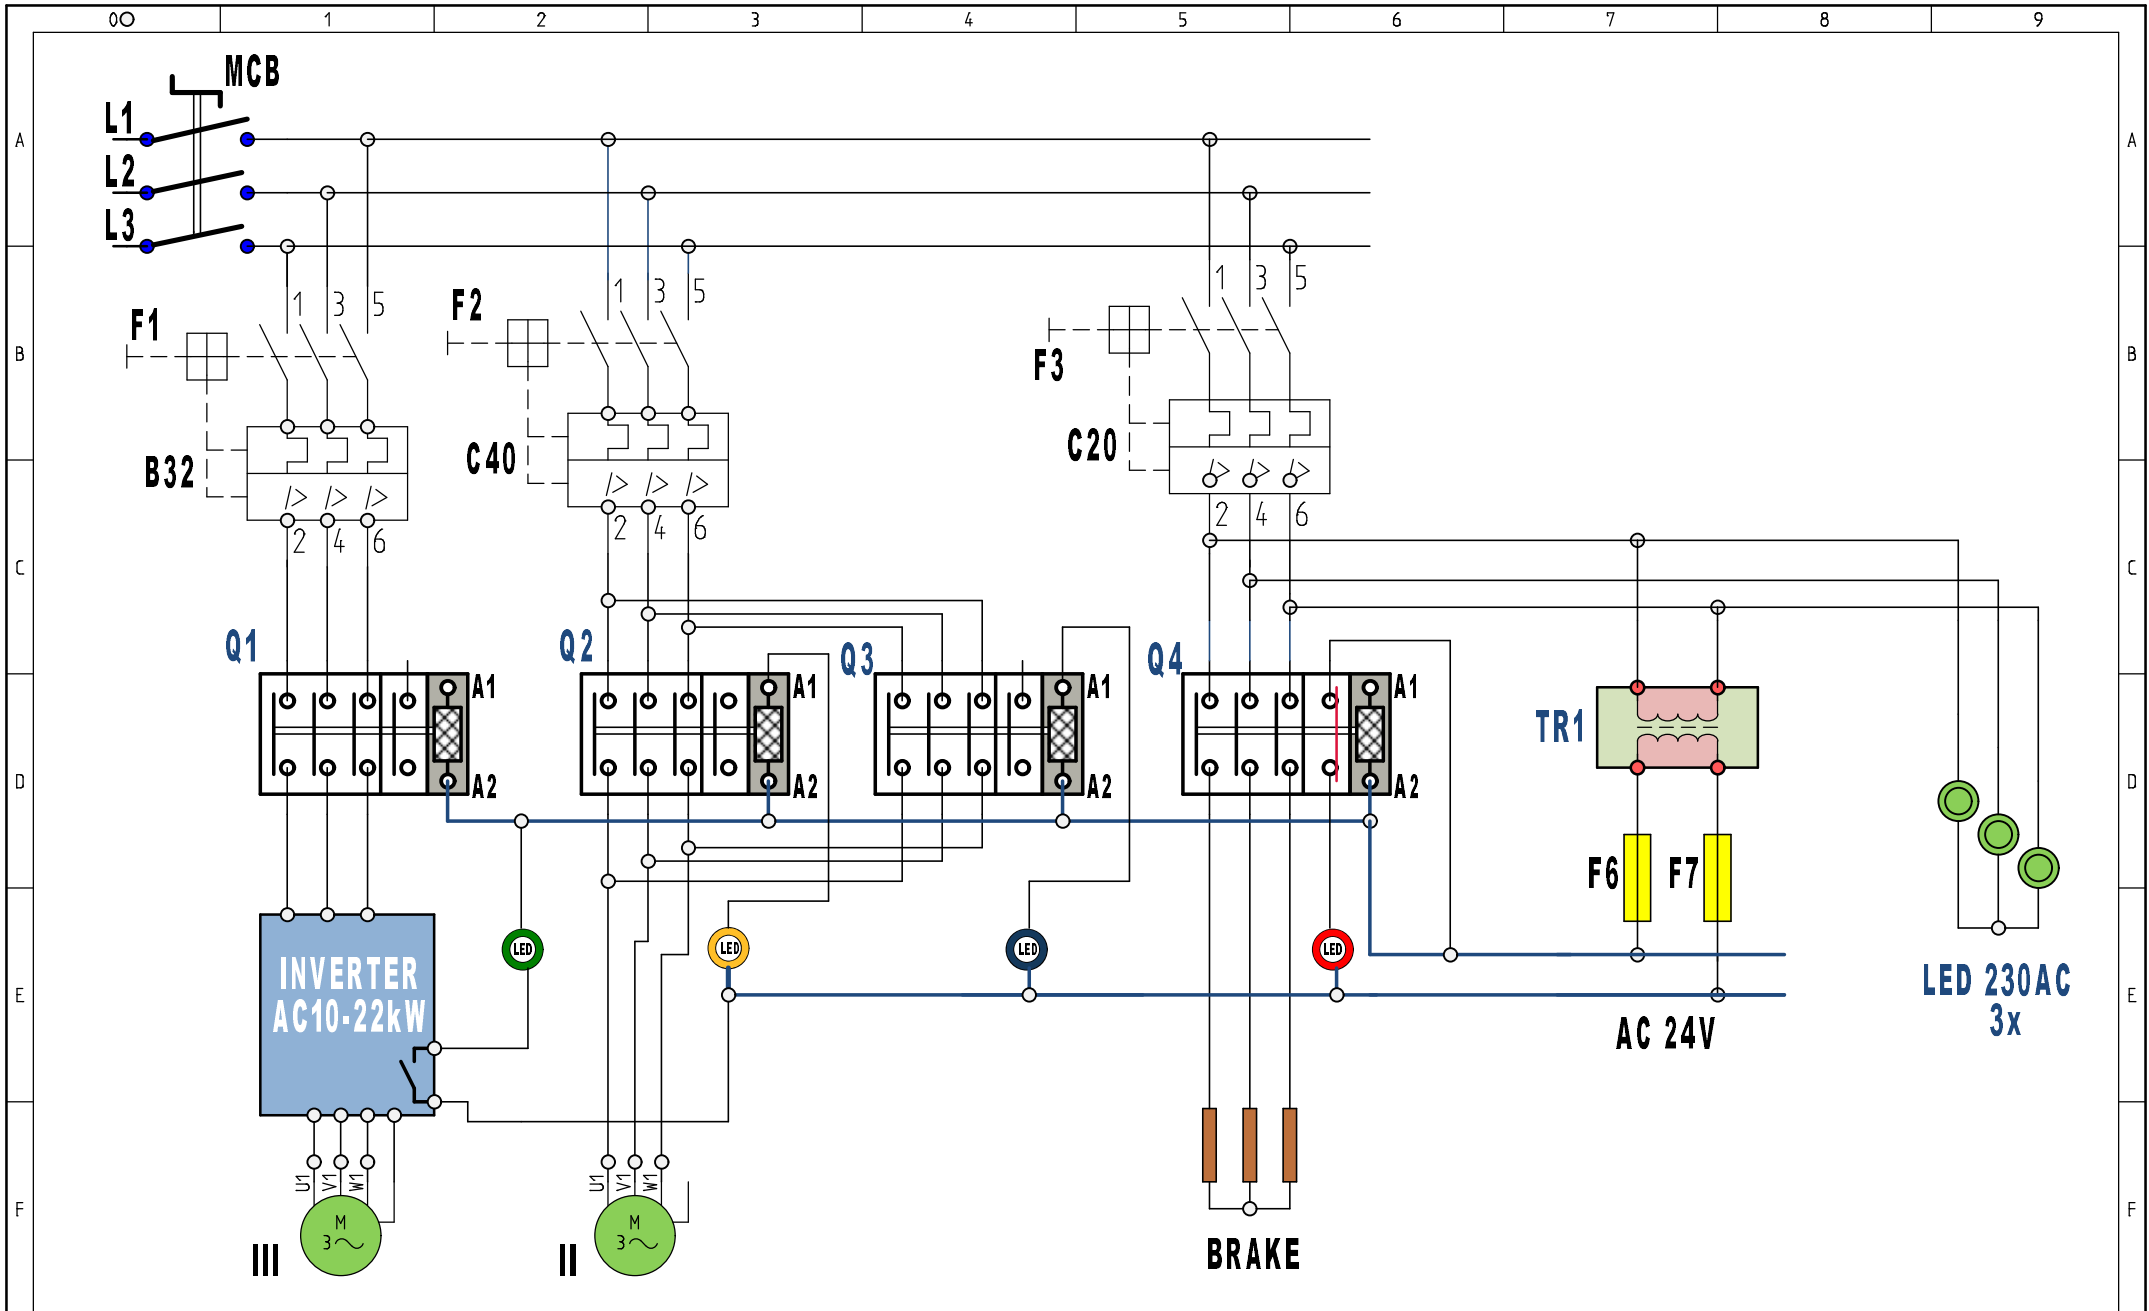 0 1 2 3 4 5 6 7 8 9
MCB
L1
A A
L2
L3
1 3 5
1 3 5
1 3 5
F1
F2
F3
B B
B32
C40
C20
2 4 6
2 4 6
2 4 6
C C
Q1
Q2
Q3
Q4
A1
A1
A1
A1
TR1
D D
A2
A2
A2
A2
F6
F7
LED
LED
LED
LED
INVERTER
AC10-22kW
E E
LED 230AC
3x
AC 24V
U1 V1 W1
U1 V1 W1
F F
M
3~
M
3~
III
II
BRAKE